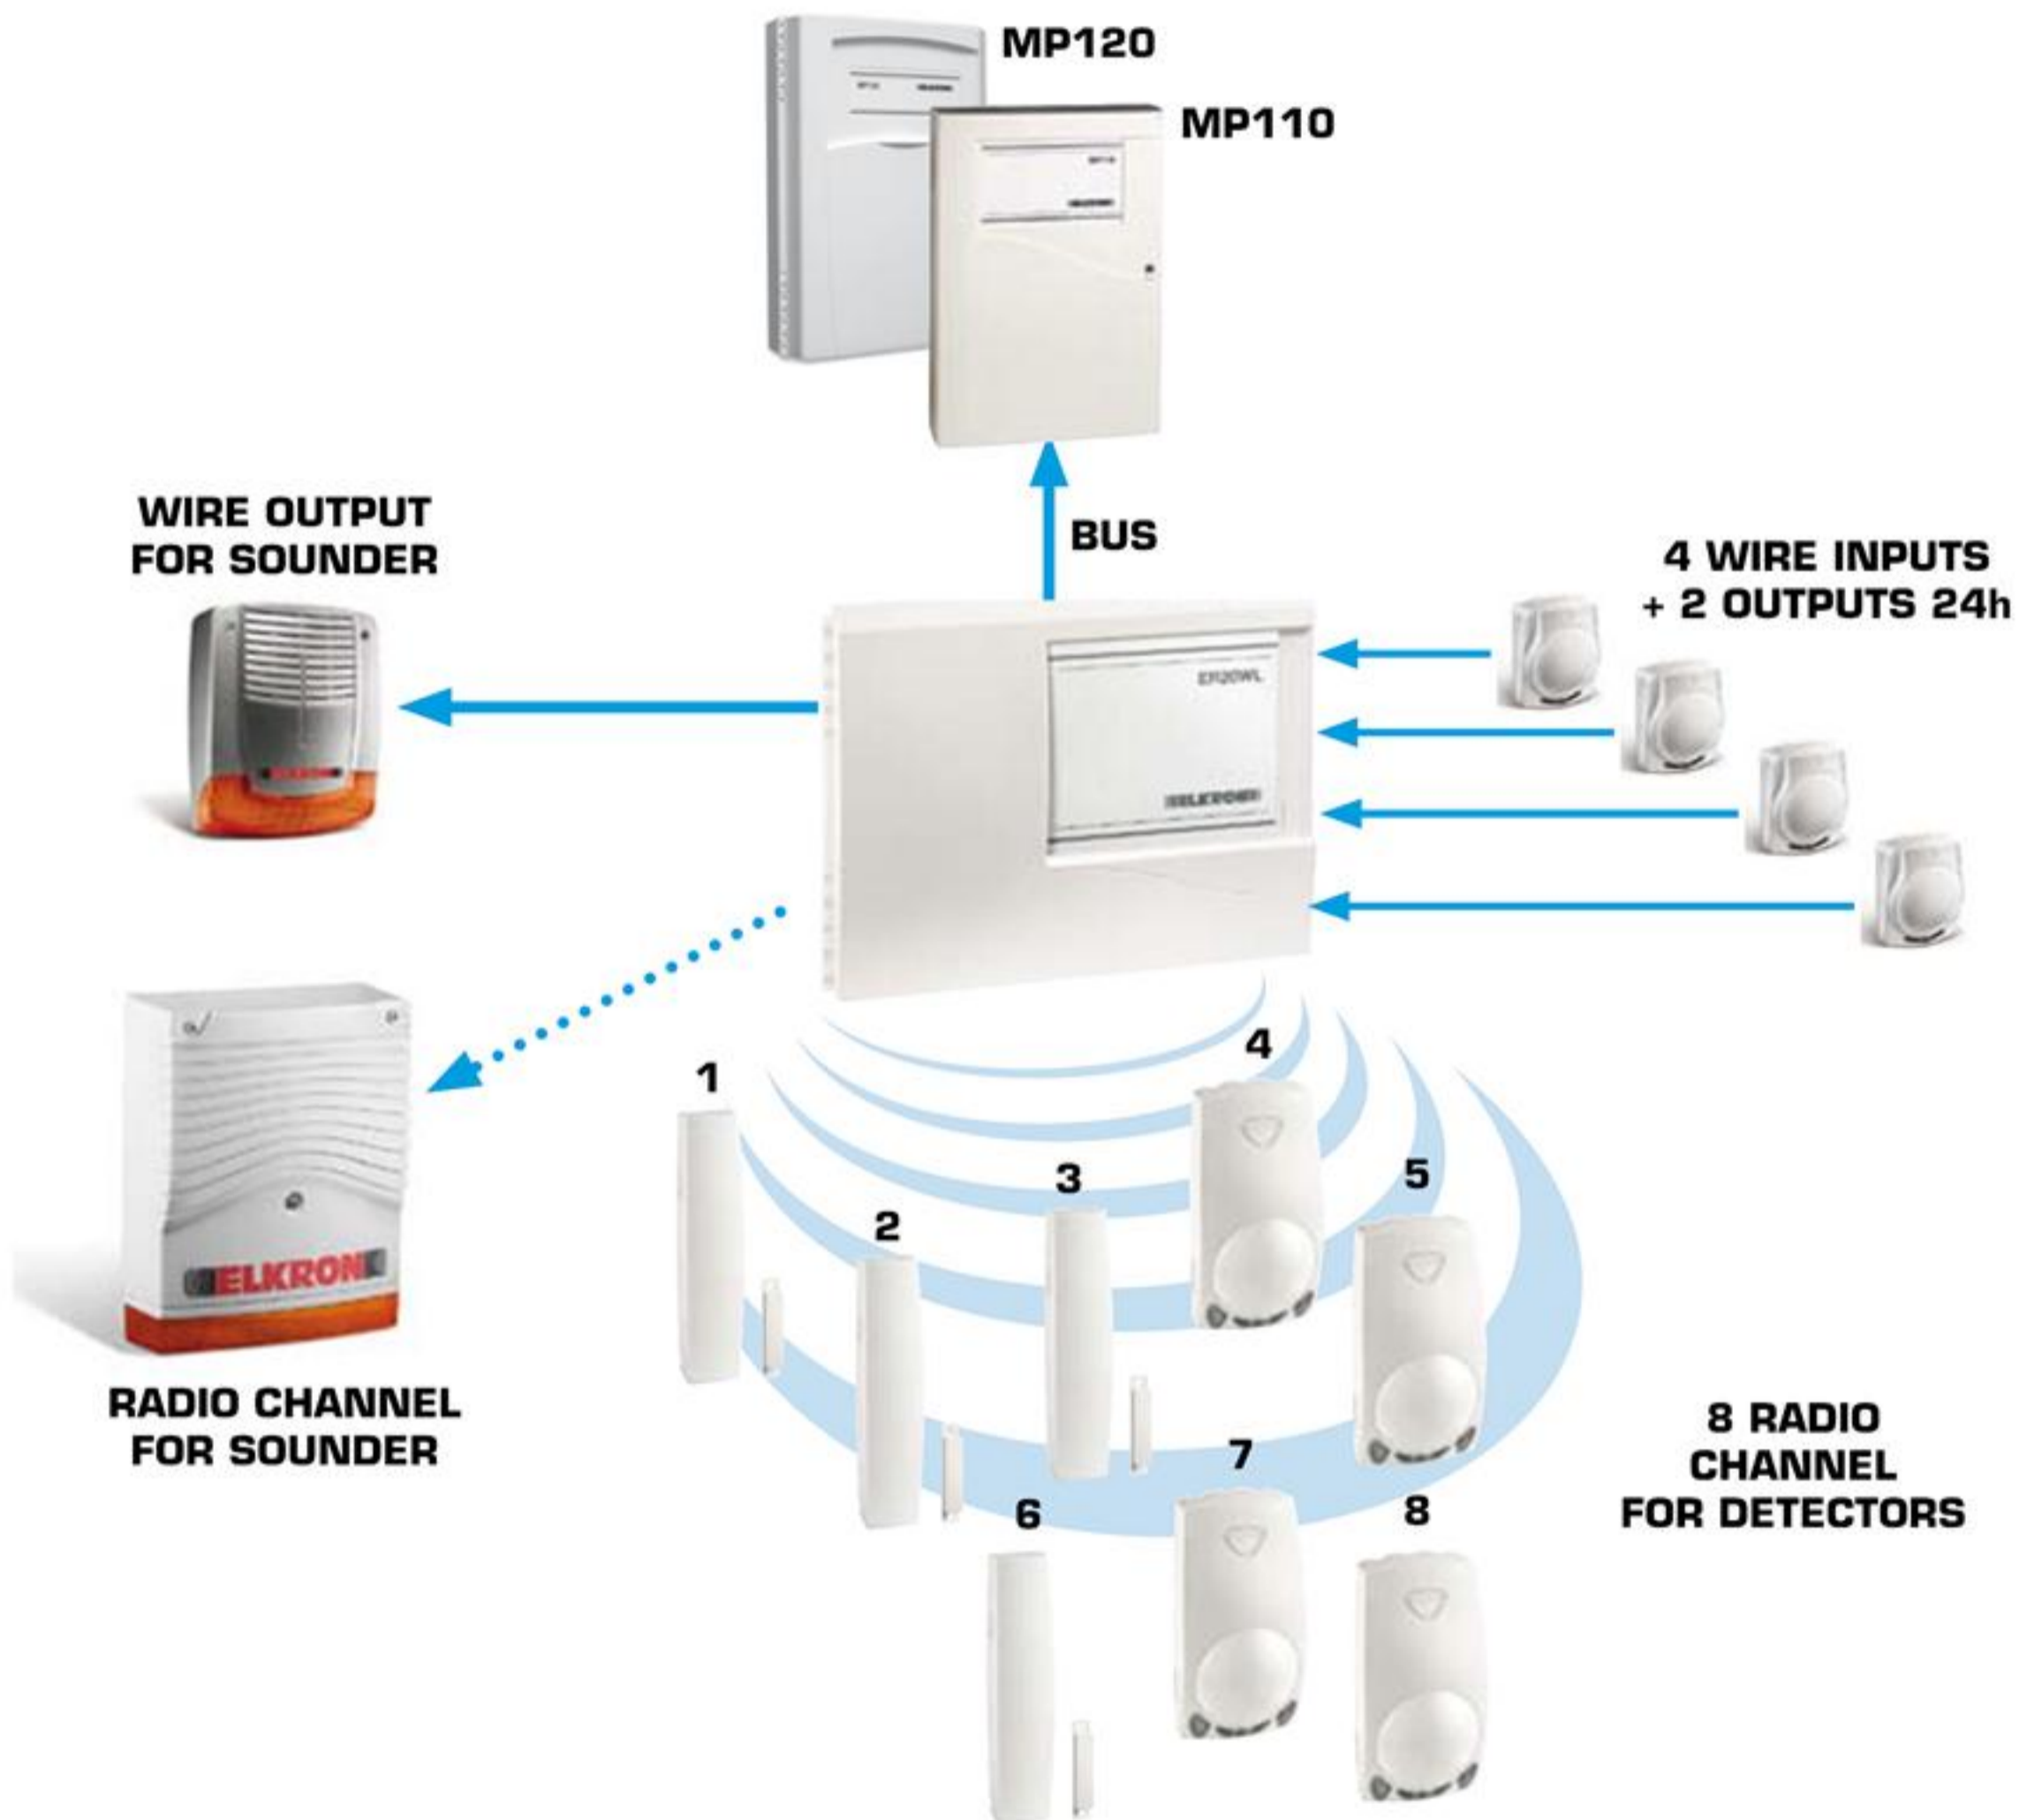 MP120
MP110
BUS
WIRE OUTPUT
FOR SOUNDER
4 WIRE INPUTS
+ 2 OUTPUTS 24h
ER20WL
ELKRON
ELKRON
ELKRON
RADIO CHANNEL
FOR SOUNDER
1
2
3
4
5
6
7
8
8 RADIO
CHANNEL
FOR DETECTORS